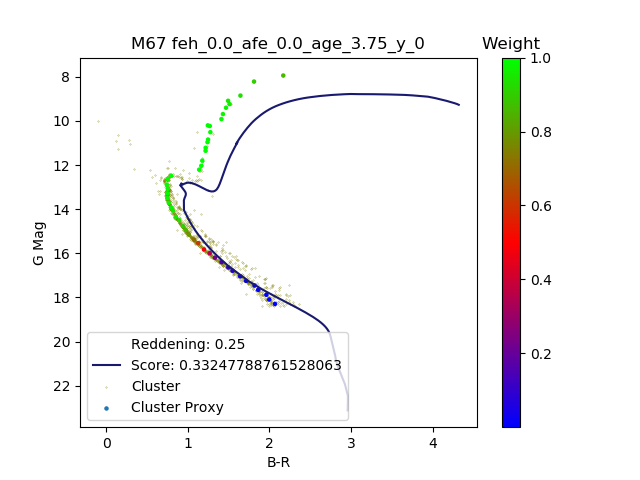 M67 feh_0.0_afe_0.0_age_3.75_y_0
Weight
8
10
12
14
16
18
20
22
G Mag
0
1
2
3
4
B-R
Reddening: 0.25
Score: 0.33247788761528063
Cluster
Cluster Proxy
1.0
0.8
0.6
0.4
0.2